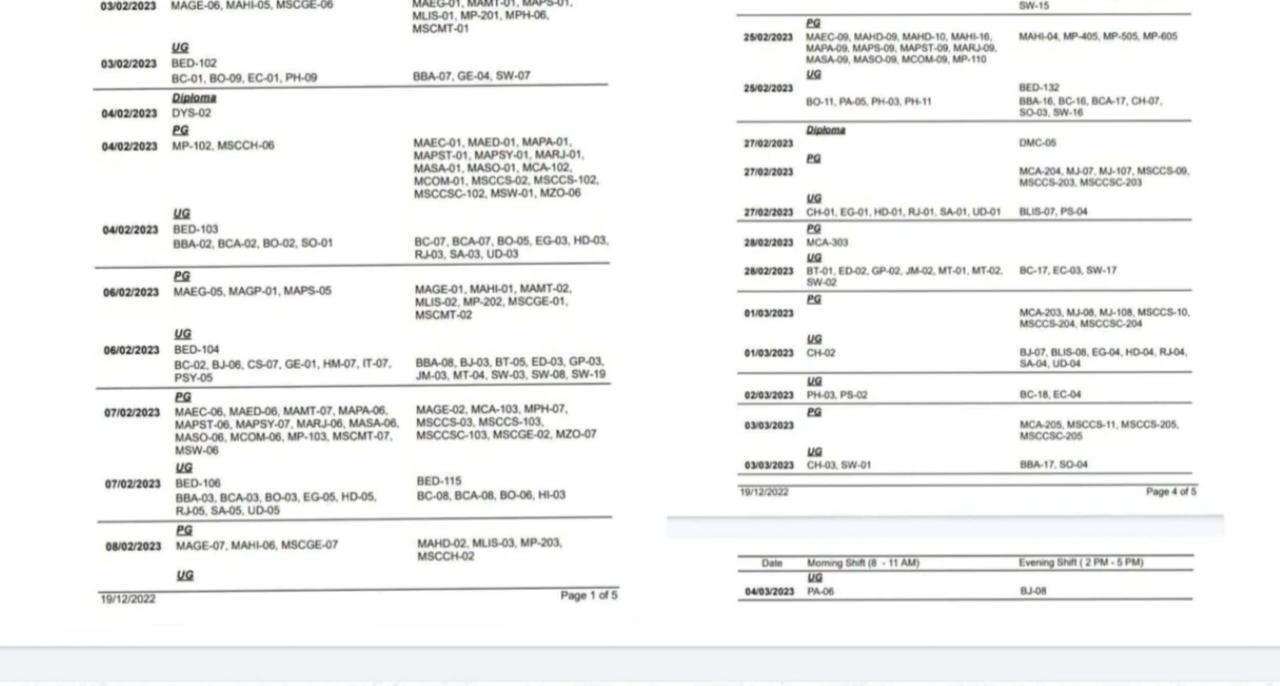 03/02/2023 MAGE-06, MAHI-05, MSCGE-06 MAEG-01, MAMT-01, MAPS-01,
MLIS-01, MP-201, MPH-06,
MSCMT-01
UG
03/02/2023 BED-102
BC-01, BO-09, EC-01, PH-09 BBA-07, GE-04, SW-07
Diploma
04/02/2023 DYS-02
PG
04/02/2023 MP-102, MSCCH-06 MAEC-01, MAED-01, MAPA-01,
MAPST-01, MAPSY-01, MARJ-01,
MASA-01, MASO-01, MCA-102,
MCOM-01, MSCCS-02, MSCCS-102,
MSCCSC-102, MSW-01, MZO-06
UG
04/02/2023 BED-103
BBA-02, BCA-02, BO-02, SO-01 BC-07, BCA-07, BO-05, EG-03, HD-03,
RJ-03, SA-03, UD-03
PG
06/02/2023 MAEG-05, MAGP-01, MAPS-05 MAGE-01, MAHI-01, MAMT-02,
MLIS-02, MP-202, MSCGE-01,
MSCMT-02
UG
06/02/2023 BED-104
BC-02, BJ-06, CS-07, GE-01, HM-07, IT-07, BBA-08, BJ-03, BT-05, ED-03, GP-03,
PSY-05 JM-03, MT-04, SW-03, SW-08, SW-19
PG
07/02/2023 MAEC-06, MAED-06, MAMT-07, MAPA-06, MAGE-02, MCA-103, MPH-07,
MAPST-06, MAPSY-07, MARJ-06, MASA-06, MSCCS-03, MSCCS-103,
MASO-06, MCOM-06, MP-103, MSCMT-07, MSCCSC-103, MSCGE-02, MZO-07
MSW-06
UG
07/02/2023 BED-106 BED-115
BBA-03, BCA-03, BO-03, EG-05, HD-05, BC-08, BCA-08, BO-06, HI-03
RJ-05, SA-05, UD-05
PG
08/02/2023 MAGE-07, MAHI-06, MSCGE-07 MAHD-02, MLIS-03, MP-203,
MSCCH-02
UG
19/12/2022 Page 1 of 5
SW-15
PG
25/02/2023 MAEC-09, MAHD-09, MAHD-10, MAHI-16, MAHI-04, MP-405, MP-505, MP-605
MAPA-09, MAPS-09, MAPST-09, MARJ-09,
MASA-09, MASO-09, MCOM-09, MP-110
UG
25/02/2023 BED-132
BO-11, PA-05, PH-03, PH-11 BBA-16, BC-16, BCA-17, CH-07,
SO-03, SW-16
Diploma
27/02/2023 DMC-05
PG
27/02/2023 MCA-204, MJ-07, MJ-107, MSCCS-09,
MSCCS-203, MSCCSC-203
UG
27/02/2023 CH-01, EG-01, HD-01, RJ-01, SA-01, UD-01 BLIS-07, PS-04
PG
28/02/2023 MCA-303
UG
28/02/2023 BT-01, ED-02, GP-02, JM-02, MT-01, MT-02, BC-17, EC-03, SW-17
SW-02
PG
01/03/2023 MCA-203, MJ-08, MJ-108, MSCCS-10,
MSCCS-204, MSCCSC-204
UG
01/03/2023 CH-02 BJ-07, BLIS-08, EG-04, HD-04, RJ-04,
SA-04, UD-04
UG
02/03/2023 PH-03, PS-02 BC-18, EC-04
PG
03/03/2023 MCA-205, MSCCS-11, MSCCS-205,
MSCCSC-205
UG
03/03/2023 CH-03, SW-01 BBA-17, SO-04
19/12/2022 Page 4 of 5
Date Morning Shift (8 - 11 AM) Evening Shift ( 2 PM - 5 PM)
UG
04/03/2023 PA-06 BJ-08